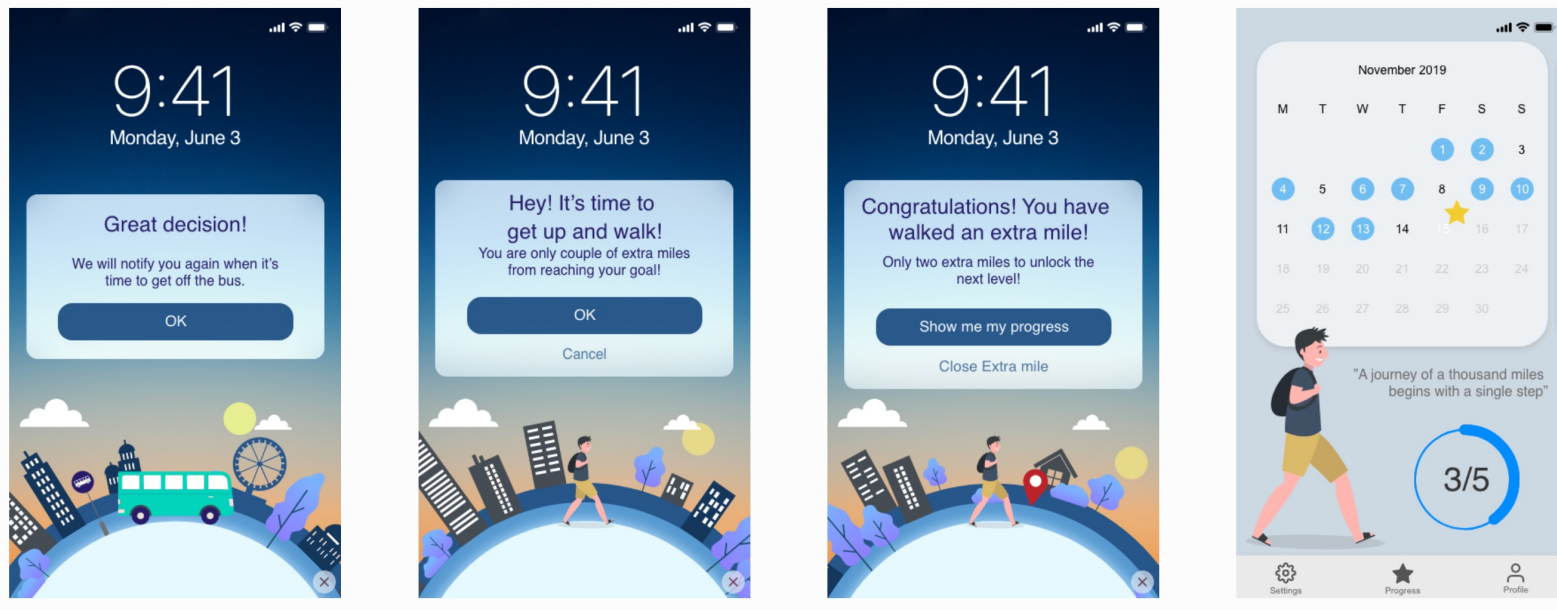 9:41
Monday, June 3
Great decision!
We will notify you again when it's
time to get off the bus.
OK
9:41
Monday, June 3
Hey! It's time to
get up and walk!
You are only couple of extra miles
from reaching your goal!
OK
Cancel
9:41
Monday, June 3
Congratulations! You have
walked an extra mile!
Only two extra miles to unlock the
next level!
Show me my progress
Close Extra mile
November 2019
M T W T F S S
1 2 3
4 5 6 7 8 9 10
11 12 13 14 15 16 17
18 19 20 21 22 23 24
25 26 27 28 29 30
"A journey of a thousand miles
begins with a single step"
3/5
Settings Progress Profile